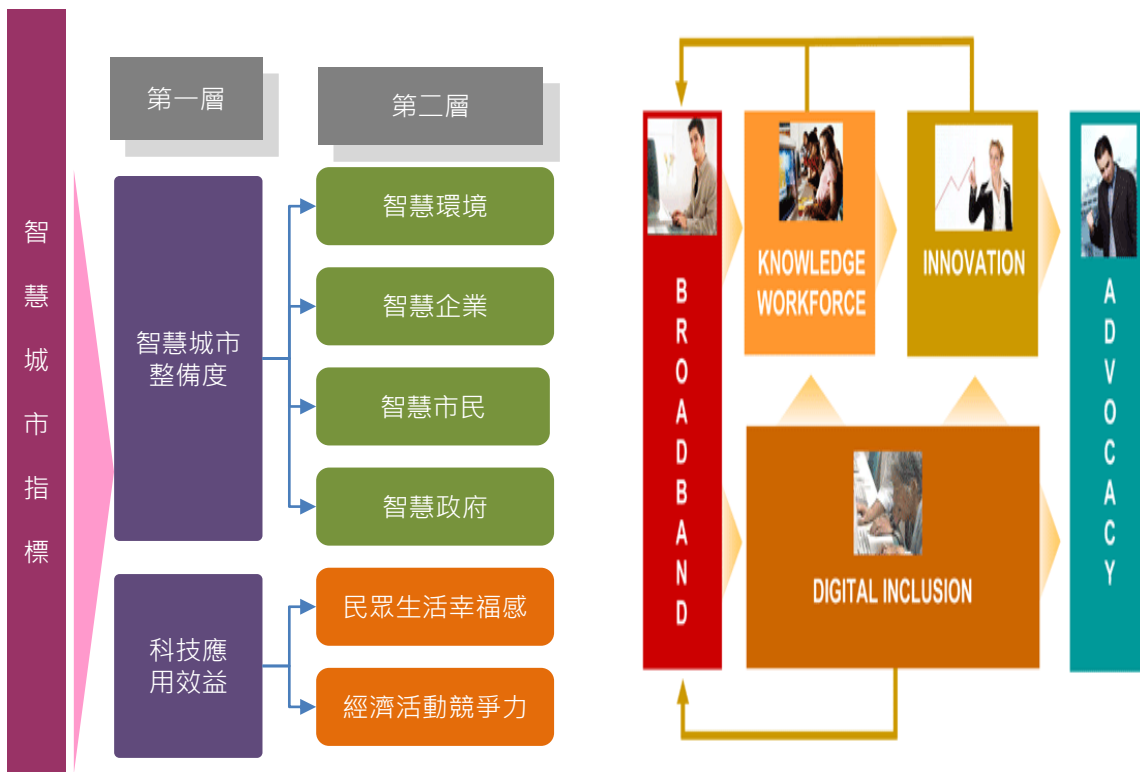 智慧城市指標
第一層
第二層
智慧城市
整備度
智慧環境
智慧企業
智慧市民
智慧政府
科技應
用效益
民眾生活幸福感
經濟活動競爭力
BROADBAND
KNOWLEDGE
WORKFORCE
INNOVATION
DIGITAL INCLUSION
ADVOCACY